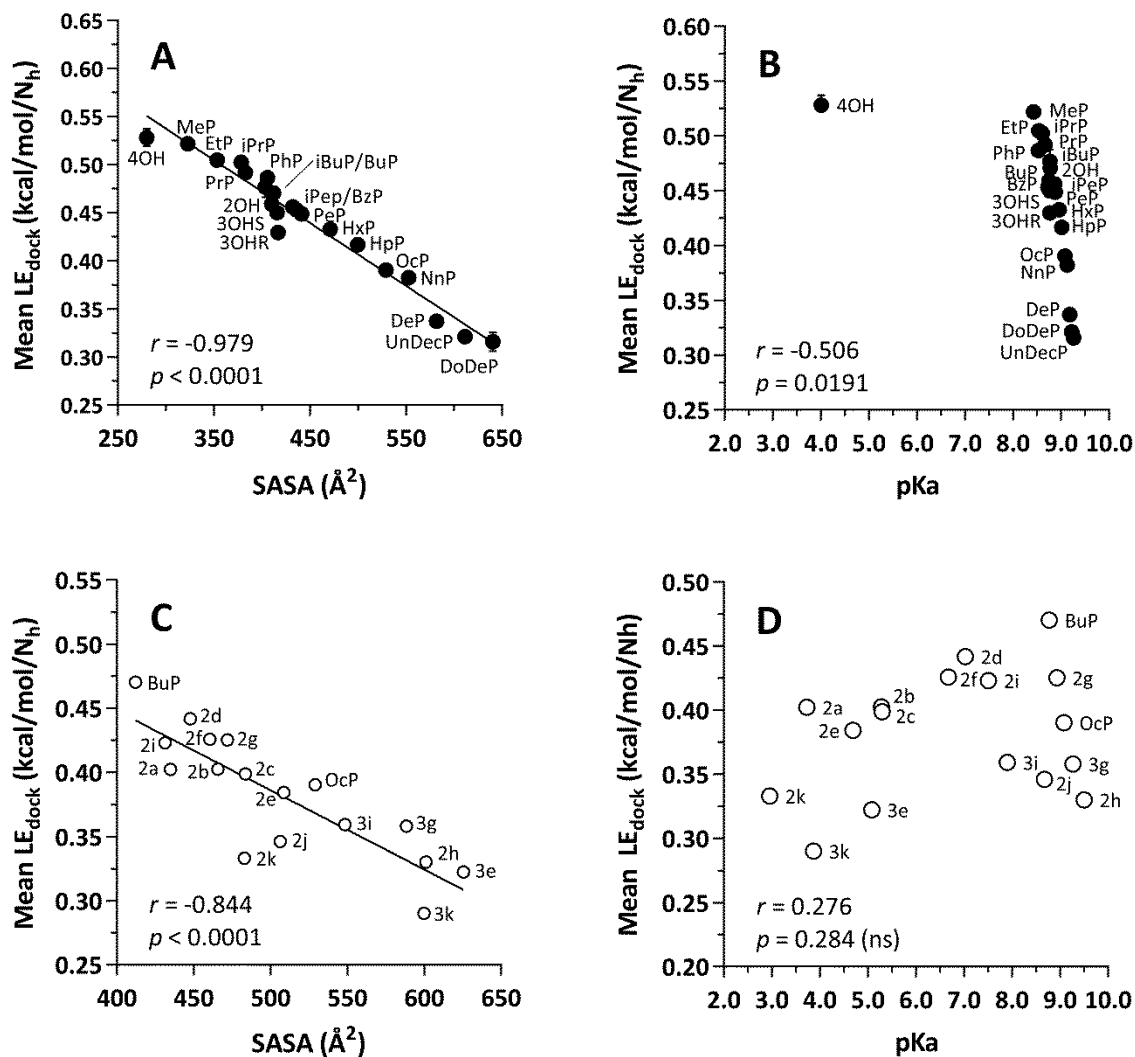 A
Mean LE_dock (kcal/mol/N_h)
0.65
0.60
0.55
0.50
0.45
0.40
0.35
0.30
0.25
4OH
MeP
EtP
iPrP
PrP
PhP
iBuP/BuP
2OH
iPep/BzP
3OHS
PeP
3OHR
HxP
HpP
OcP
NnP
DeP
UnDecP
DoDeP
r = -0.979
p < 0.0001
250 350 450 550 650
SASA (Å²)
B
Mean LE_dock (kcal/mol/N_h)
0.60
0.55
0.50
0.45
0.40
0.35
0.30
0.25
4OH
MeP
EtP
iPrP
PrP
PhP
iBuP
BuP
2OH
BzP
iPeP
3OHS
PeP
3OHR
HxP
HpP
OcP
NnP
DeP
DoDeP
UnDecP
r = -0.506
p = 0.0191
2.0 3.0 4.0 5.0 6.0 7.0 8.0 9.0 10.0
pKa
C
Mean LE_dock (kcal/mol/N_h)
0.55
0.50
0.45
0.40
0.35
0.30
0.25
BuP
2d
2f
2g
2i
2a
2b
2c
2e
OcP
2k
2j
3i
3g
2h
3e
3k
r = -0.844
p < 0.0001
400 450 500 550 600 650
SASA (Å²)
D
Mean LE_dock (kcal/mol/Nh)
0.50
0.45
0.40
0.35
0.30
0.25
0.20
BuP
2d
2f
2i
2g
2a
2b
2c
2e
OcP
3i
3g
2j
2h
2k
3e
3k
r = 0.276
p = 0.284 (ns)
2.0 3.0 4.0 5.0 6.0 7.0 8.0 9.0 10.0
pKa